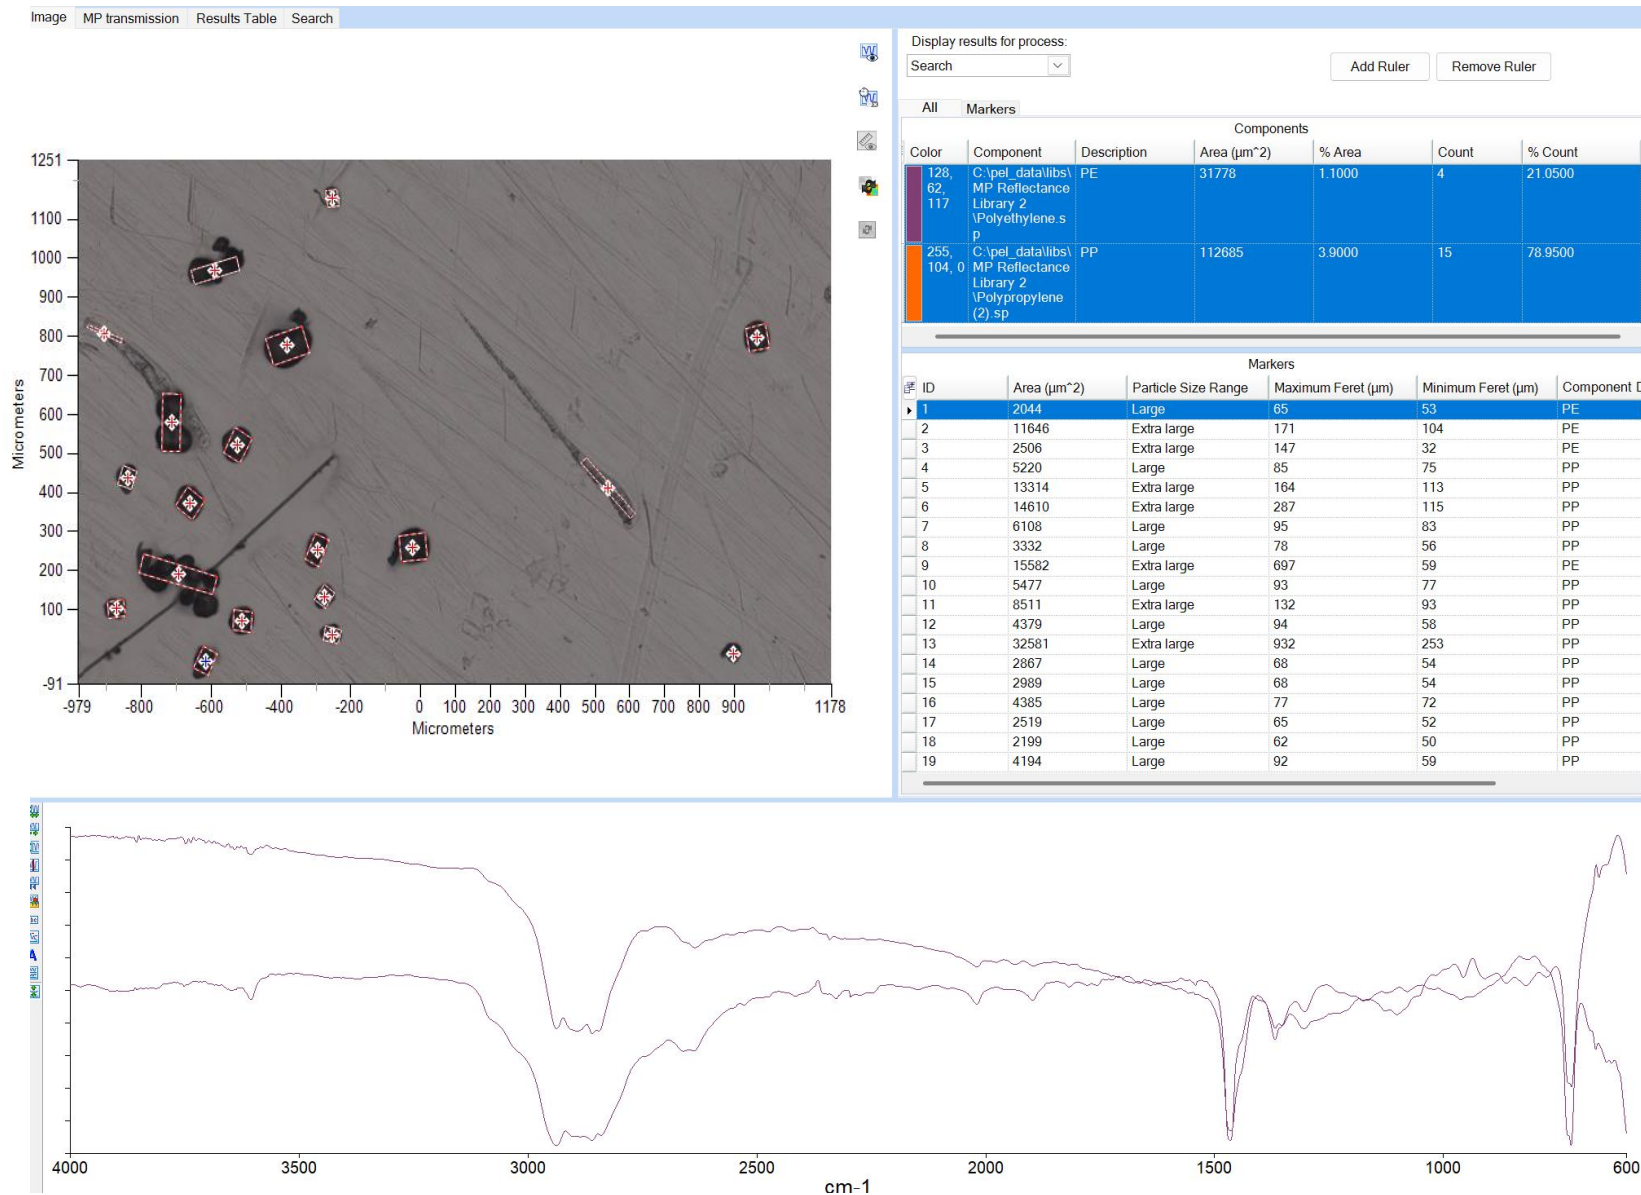 Image MP transmission Results Table Search
Display results for process:
Search
Add Ruler Remove Ruler
All Markers
Components
Color Component Description Area (µm^2) % Area Count % Count
128, 62, 117 C:\pel_data\libs\MP Reflectance Library 2\Polyethylene.sp PE 31778 1.1000 4 21.0500
255, 104, 0 C:\pel_data\libs\MP Reflectance Library 2\Polypropylene (2).sp PP 112685 3.9000 15 78.9500
Markers
ID Area (µm^2) Particle Size Range Maximum Feret (µm) Minimum Feret (µm) Component D
1 2044 Large 65 53 PE
2 11646 Extra large 171 104 PE
3 2506 Extra large 147 32 PE
4 5220 Large 85 75 PP
5 13314 Extra large 164 113 PP
6 14610 Extra large 287 115 PP
7 6108 Large 95 83 PP
8 3332 Large 78 56 PP
9 15582 Extra large 697 59 PE
10 5477 Large 93 77 PP
11 8511 Extra large 132 93 PP
12 4379 Large 94 58 PP
13 32581 Extra large 932 253 PP
14 2867 Large 68 54 PP
15 2989 Large 68 54 PP
16 4385 Large 77 72 PP
17 2519 Large 65 52 PP
18 2199 Large 62 50 PP
19 4194 Large 92 59 PP
Micrometers
1251
1100
1000
900
800
700
600
500
400
300
200
100
-91
-979 -800 -600 -400 -200 0 100 200 300 400 500 600 700 800 900 1178
Micrometers
A
4000 3500 3000 2500 2000 1500 1000 600
cm-1